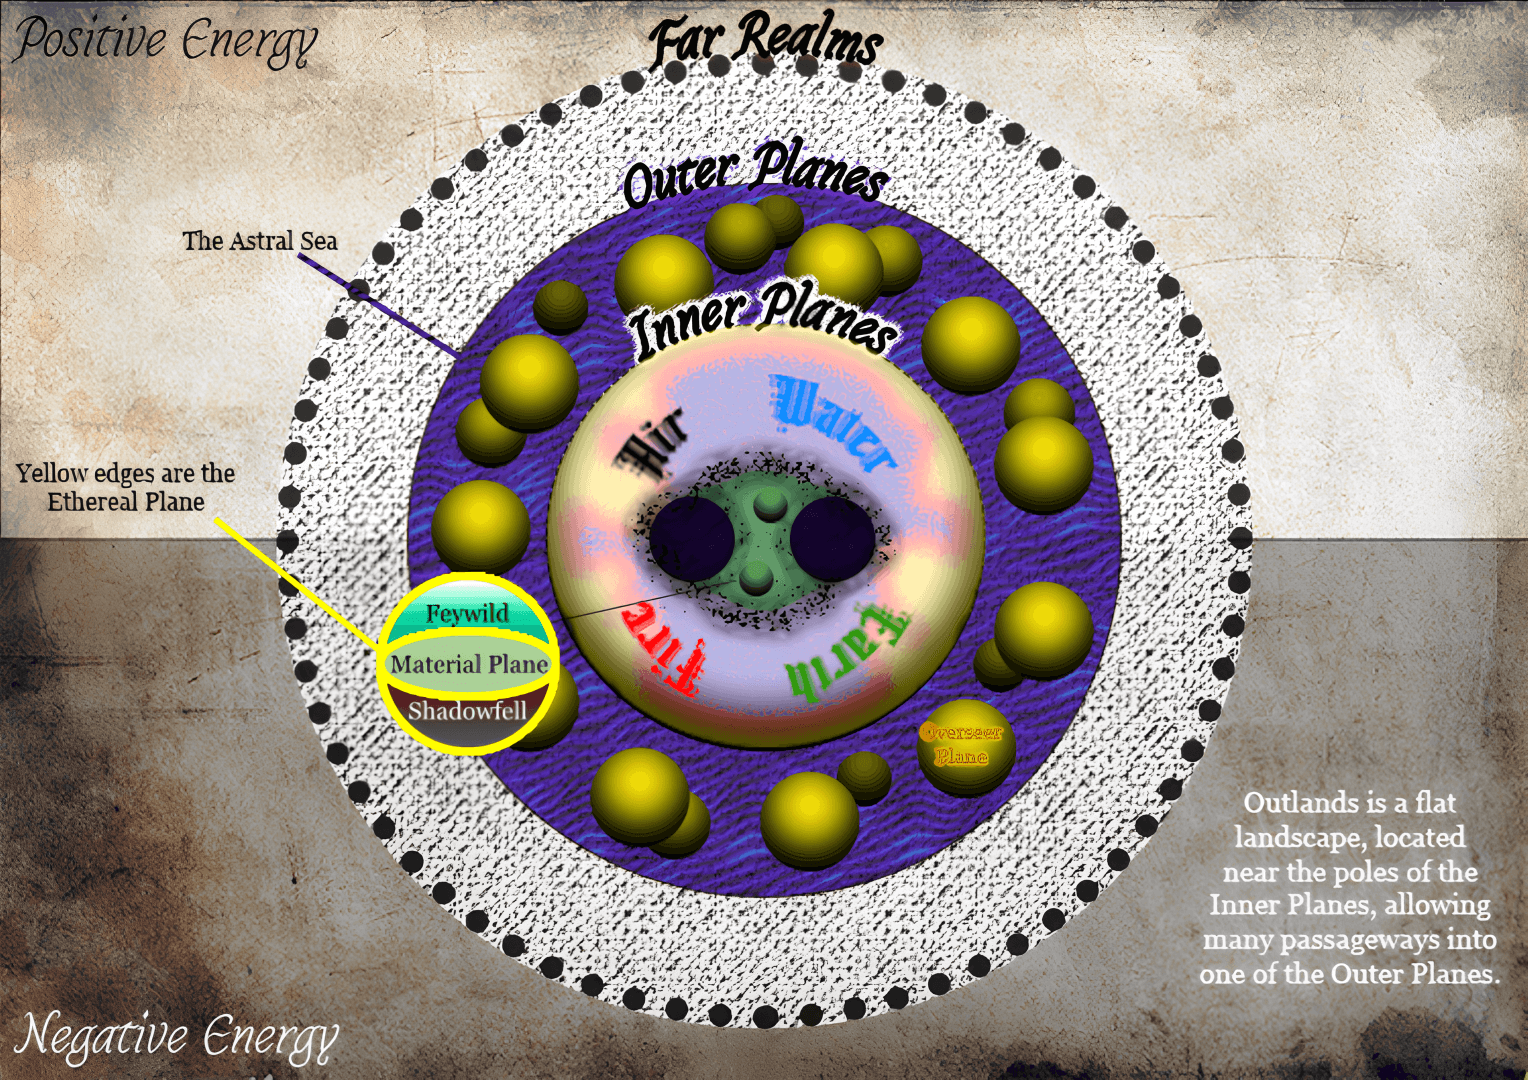 Positive Energy
Far Realms
Outer Planes
The Astral Sea
Inner Planes
Air
Water
Yellow edges are the
Ethereal Plane
Feywild
Material Plane
Shadowfell
Fire
Earth
Overseer
Plane
Outlands is a flat
landscape, located
near the poles of the
Inner Planes, allowing
many passageways into
one of the Outer Planes.
Negative Energy